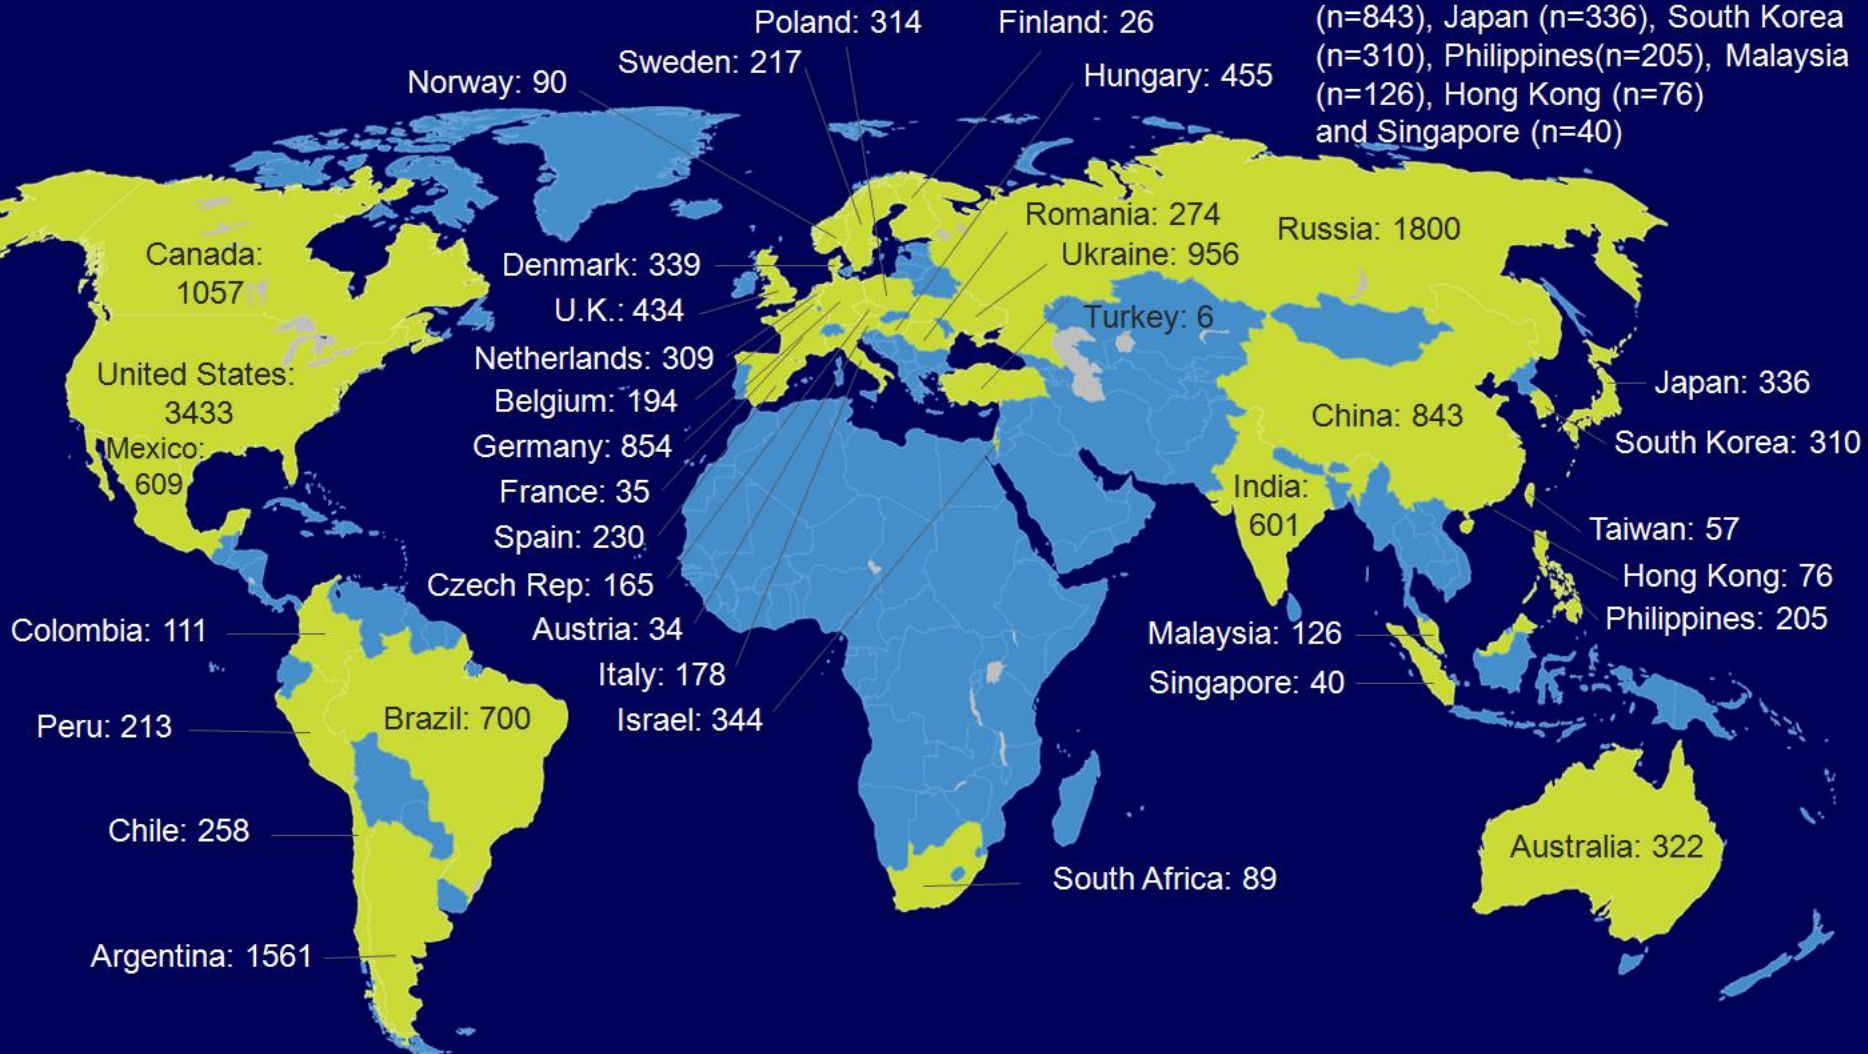 Poland: 314
Finland: 26
(n=843), Japan (n=336), South Korea
(n=310), Philippines(n=205), Malaysia
(n=126), Hong Kong (n=76)
and Singapore (n=40)
Sweden: 217
Norway: 90
Hungary: 455
Romania: 274
Ukraine: 956
Russia: 1800
Canada:
1057
Denmark: 339
U.K.: 434
Turkey: 6
Netherlands: 309
United States:
3433
Belgium: 194
Japan: 336
China: 843
South Korea: 310
Mexico:
609
Germany: 854
France: 35
India:
601
Spain: 230
Taiwan: 57
Czech Rep: 165
Hong Kong: 76
Philippines: 205
Colombia: 111
Austria: 34
Malaysia: 126
Italy: 178
Singapore: 40
Peru: 213
Brazil: 700
Israel: 344
Chile: 258
Australia: 322
South Africa: 89
Argentina: 1561